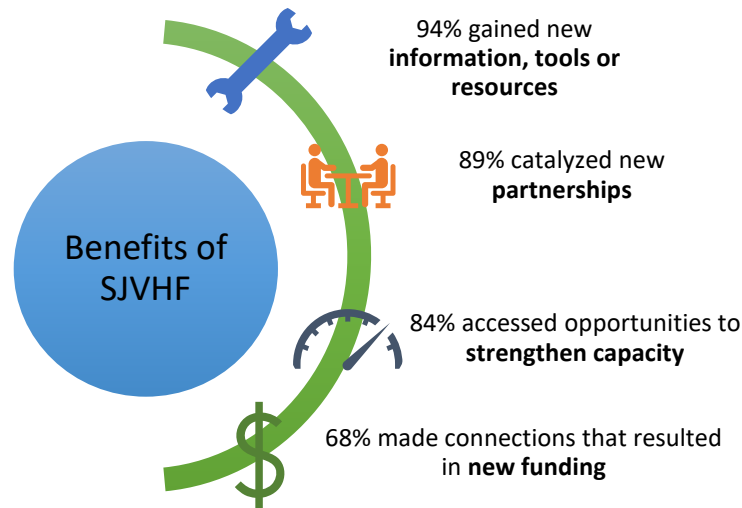 94% gained new
information, tools or
resources
89% catalyzed new
partnerships
Benefits of
SJVHF
84% accessed opportunities to
strengthen capacity
68% made connections that resulted
in new funding